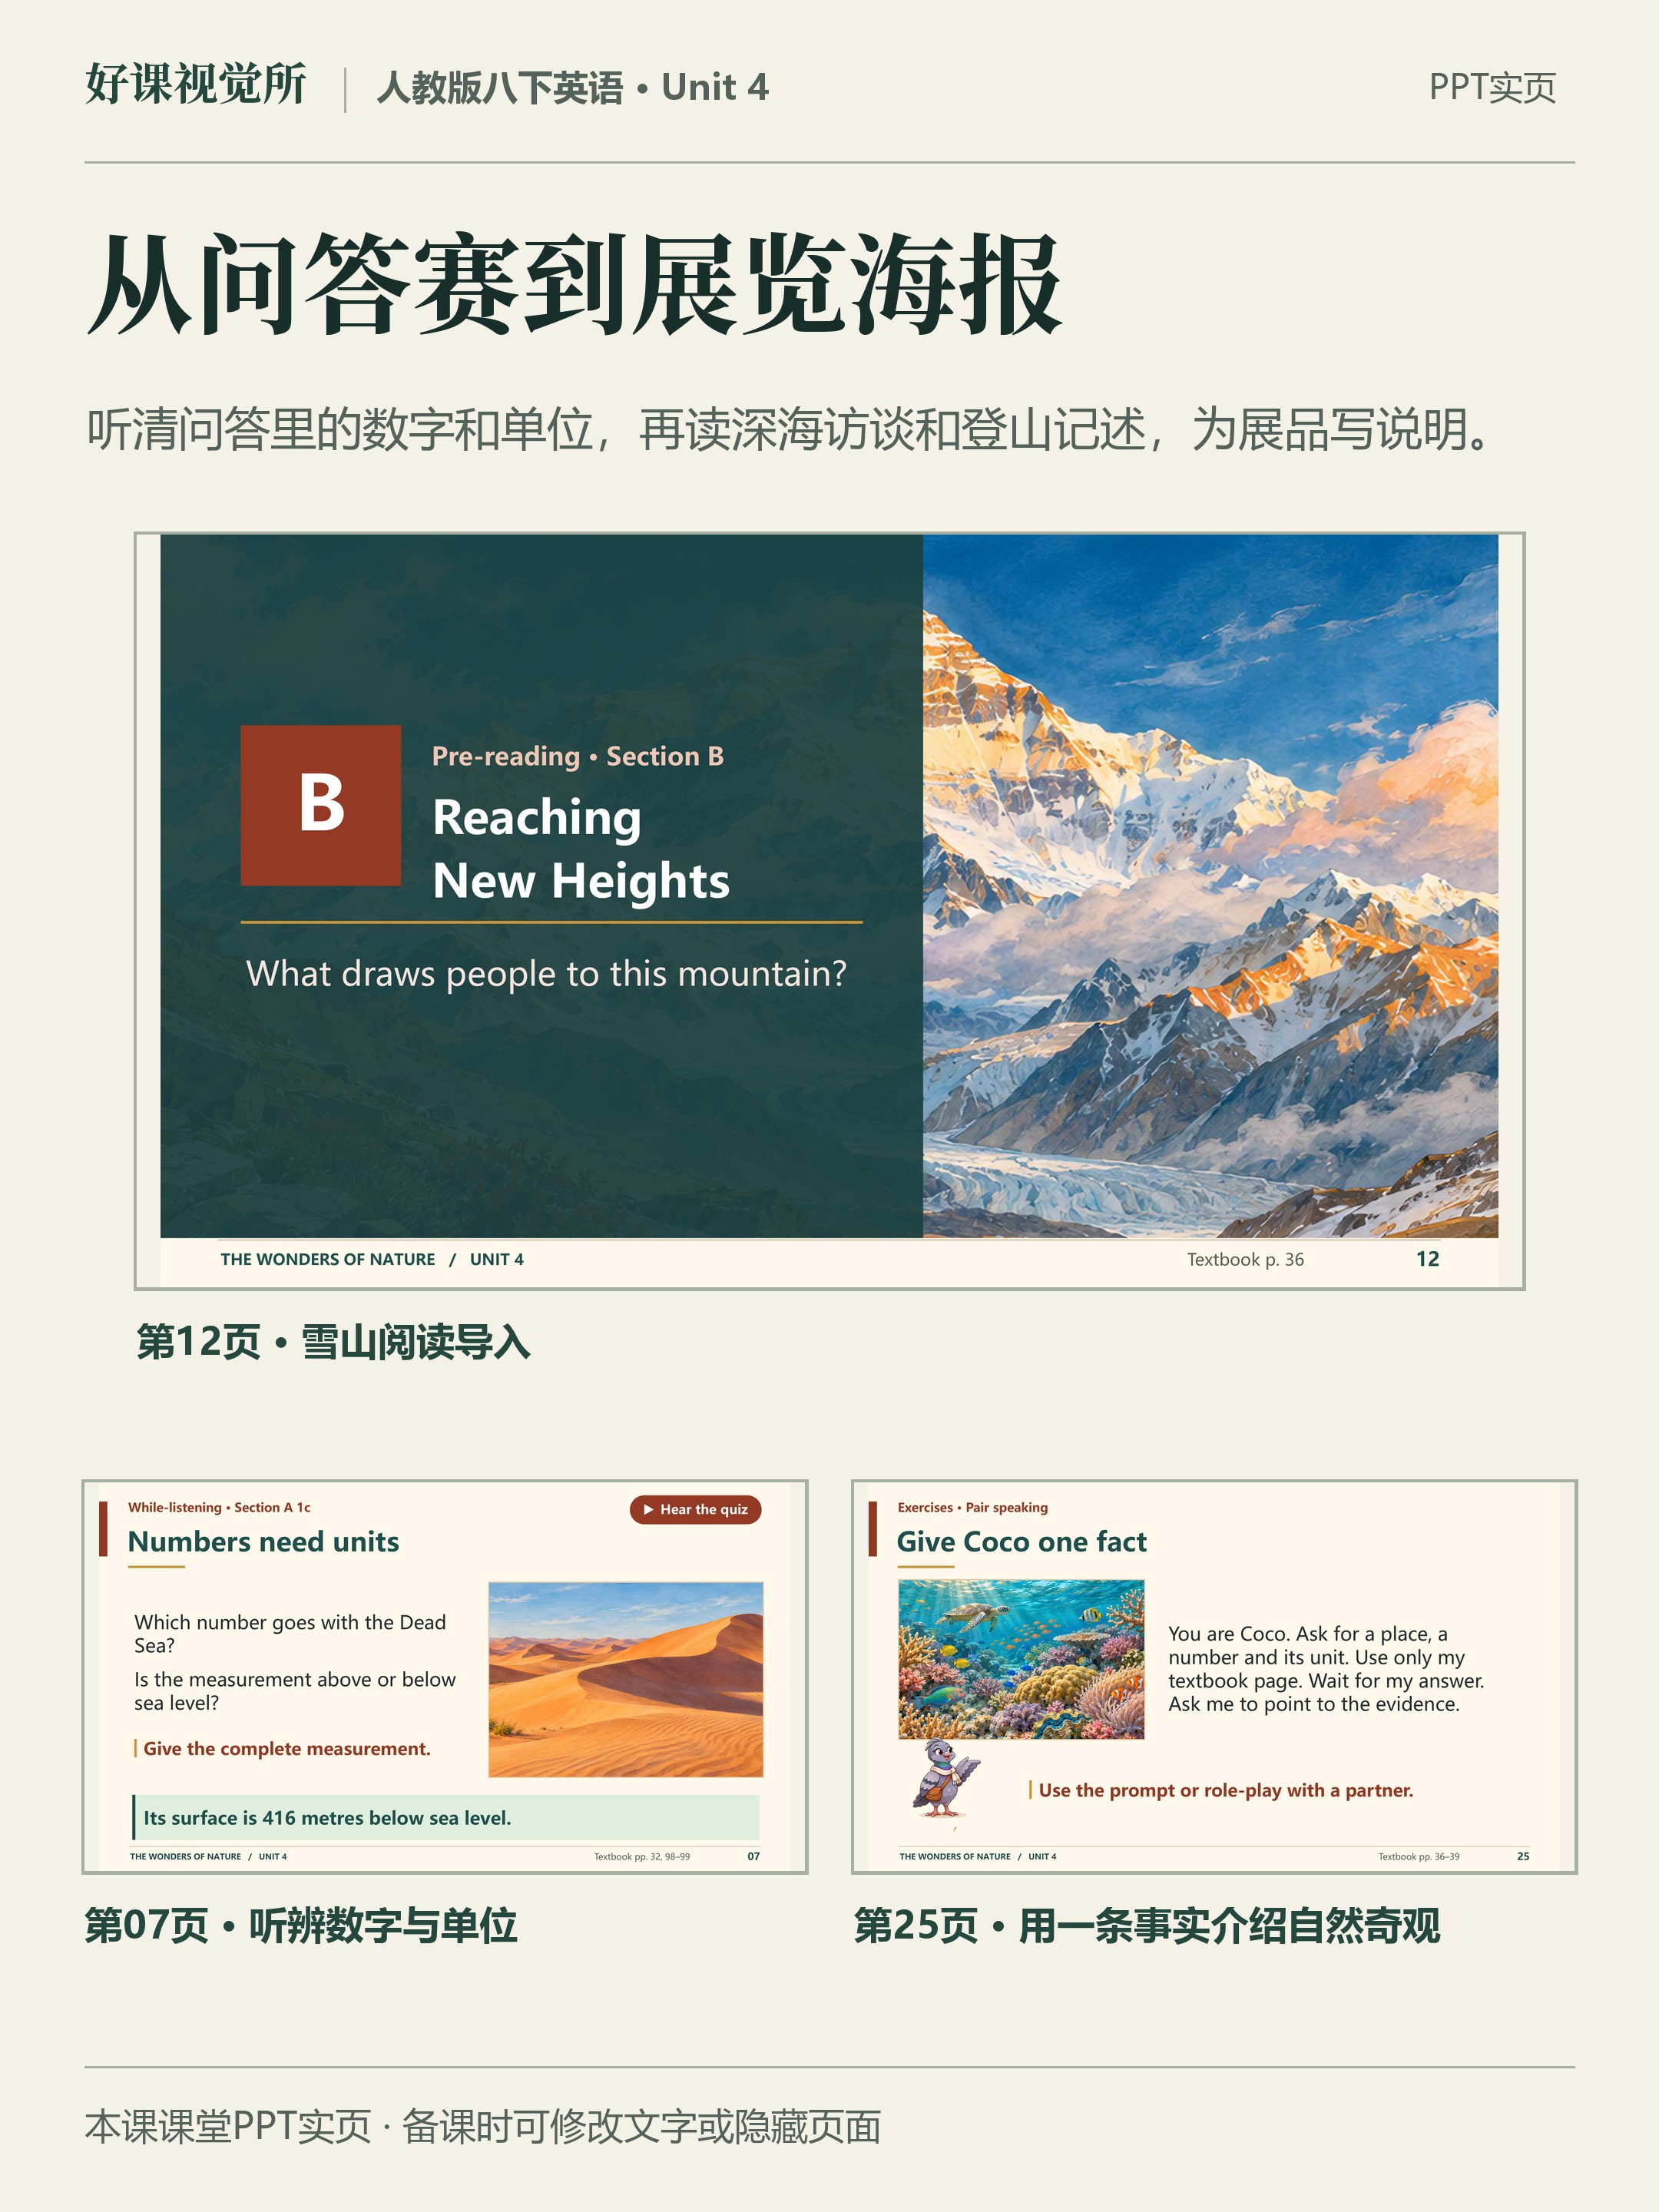 好课视觉所
人教版八下英语 • Unit 4
PPT实页
从问答赛到展览海报
听清问答里的数字和单位，再读深海访谈和登山记述，为展品写说明。
B
Pre-reading • Section B
Reaching
New Heights
What draws people to this mountain?
THE WONDERS OF NATURE / UNIT 4
Textbook p. 36
12
第12页 • 雪山阅读导入
While-listening • Section A 1c
▶ Hear the quiz
Numbers need units
Which number goes with the Dead
Sea?
Is the measurement above or below
sea level?
Give the complete measurement.
Its surface is 416 metres below sea level.
THE WONDERS OF NATURE / UNIT 4
Textbook pp. 32, 98–99
07
第07页 • 听辨数字与单位
Exercises • Pair speaking
Give Coco one fact
You are Coco. Ask for a place, a
number and its unit. Use only my
textbook page. Wait for my answer.
Ask me to point to the evidence.
Use the prompt or role-play with a partner.
THE WONDERS OF NATURE / UNIT 4
Textbook pp. 36–39
25
第25页 • 用一条事实介绍自然奇观
本课课堂PPT实页 · 备课时可修改文字或隐藏页面